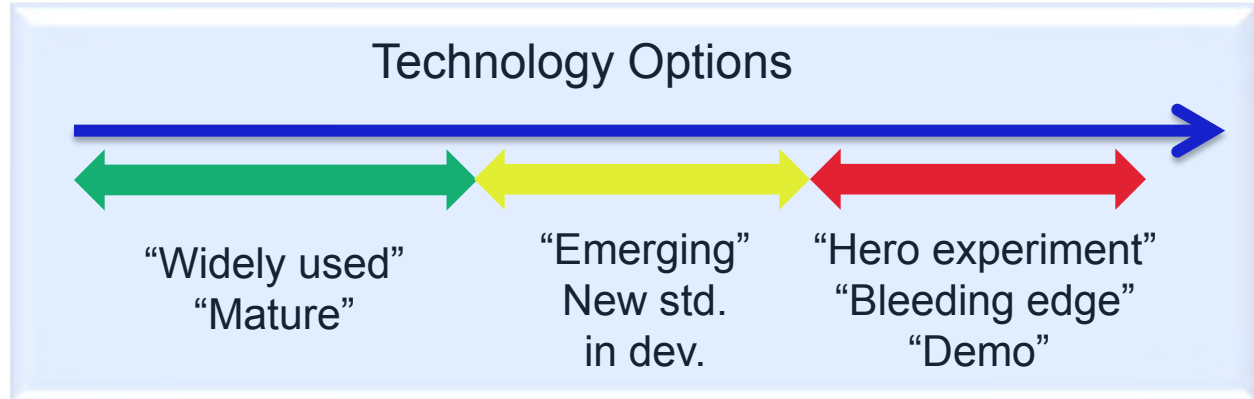 Technology Options
“Widely used”
“Mature”
“Emerging”
New std.
in dev.
“Hero experiment”
“Bleeding edge”
“Demo”